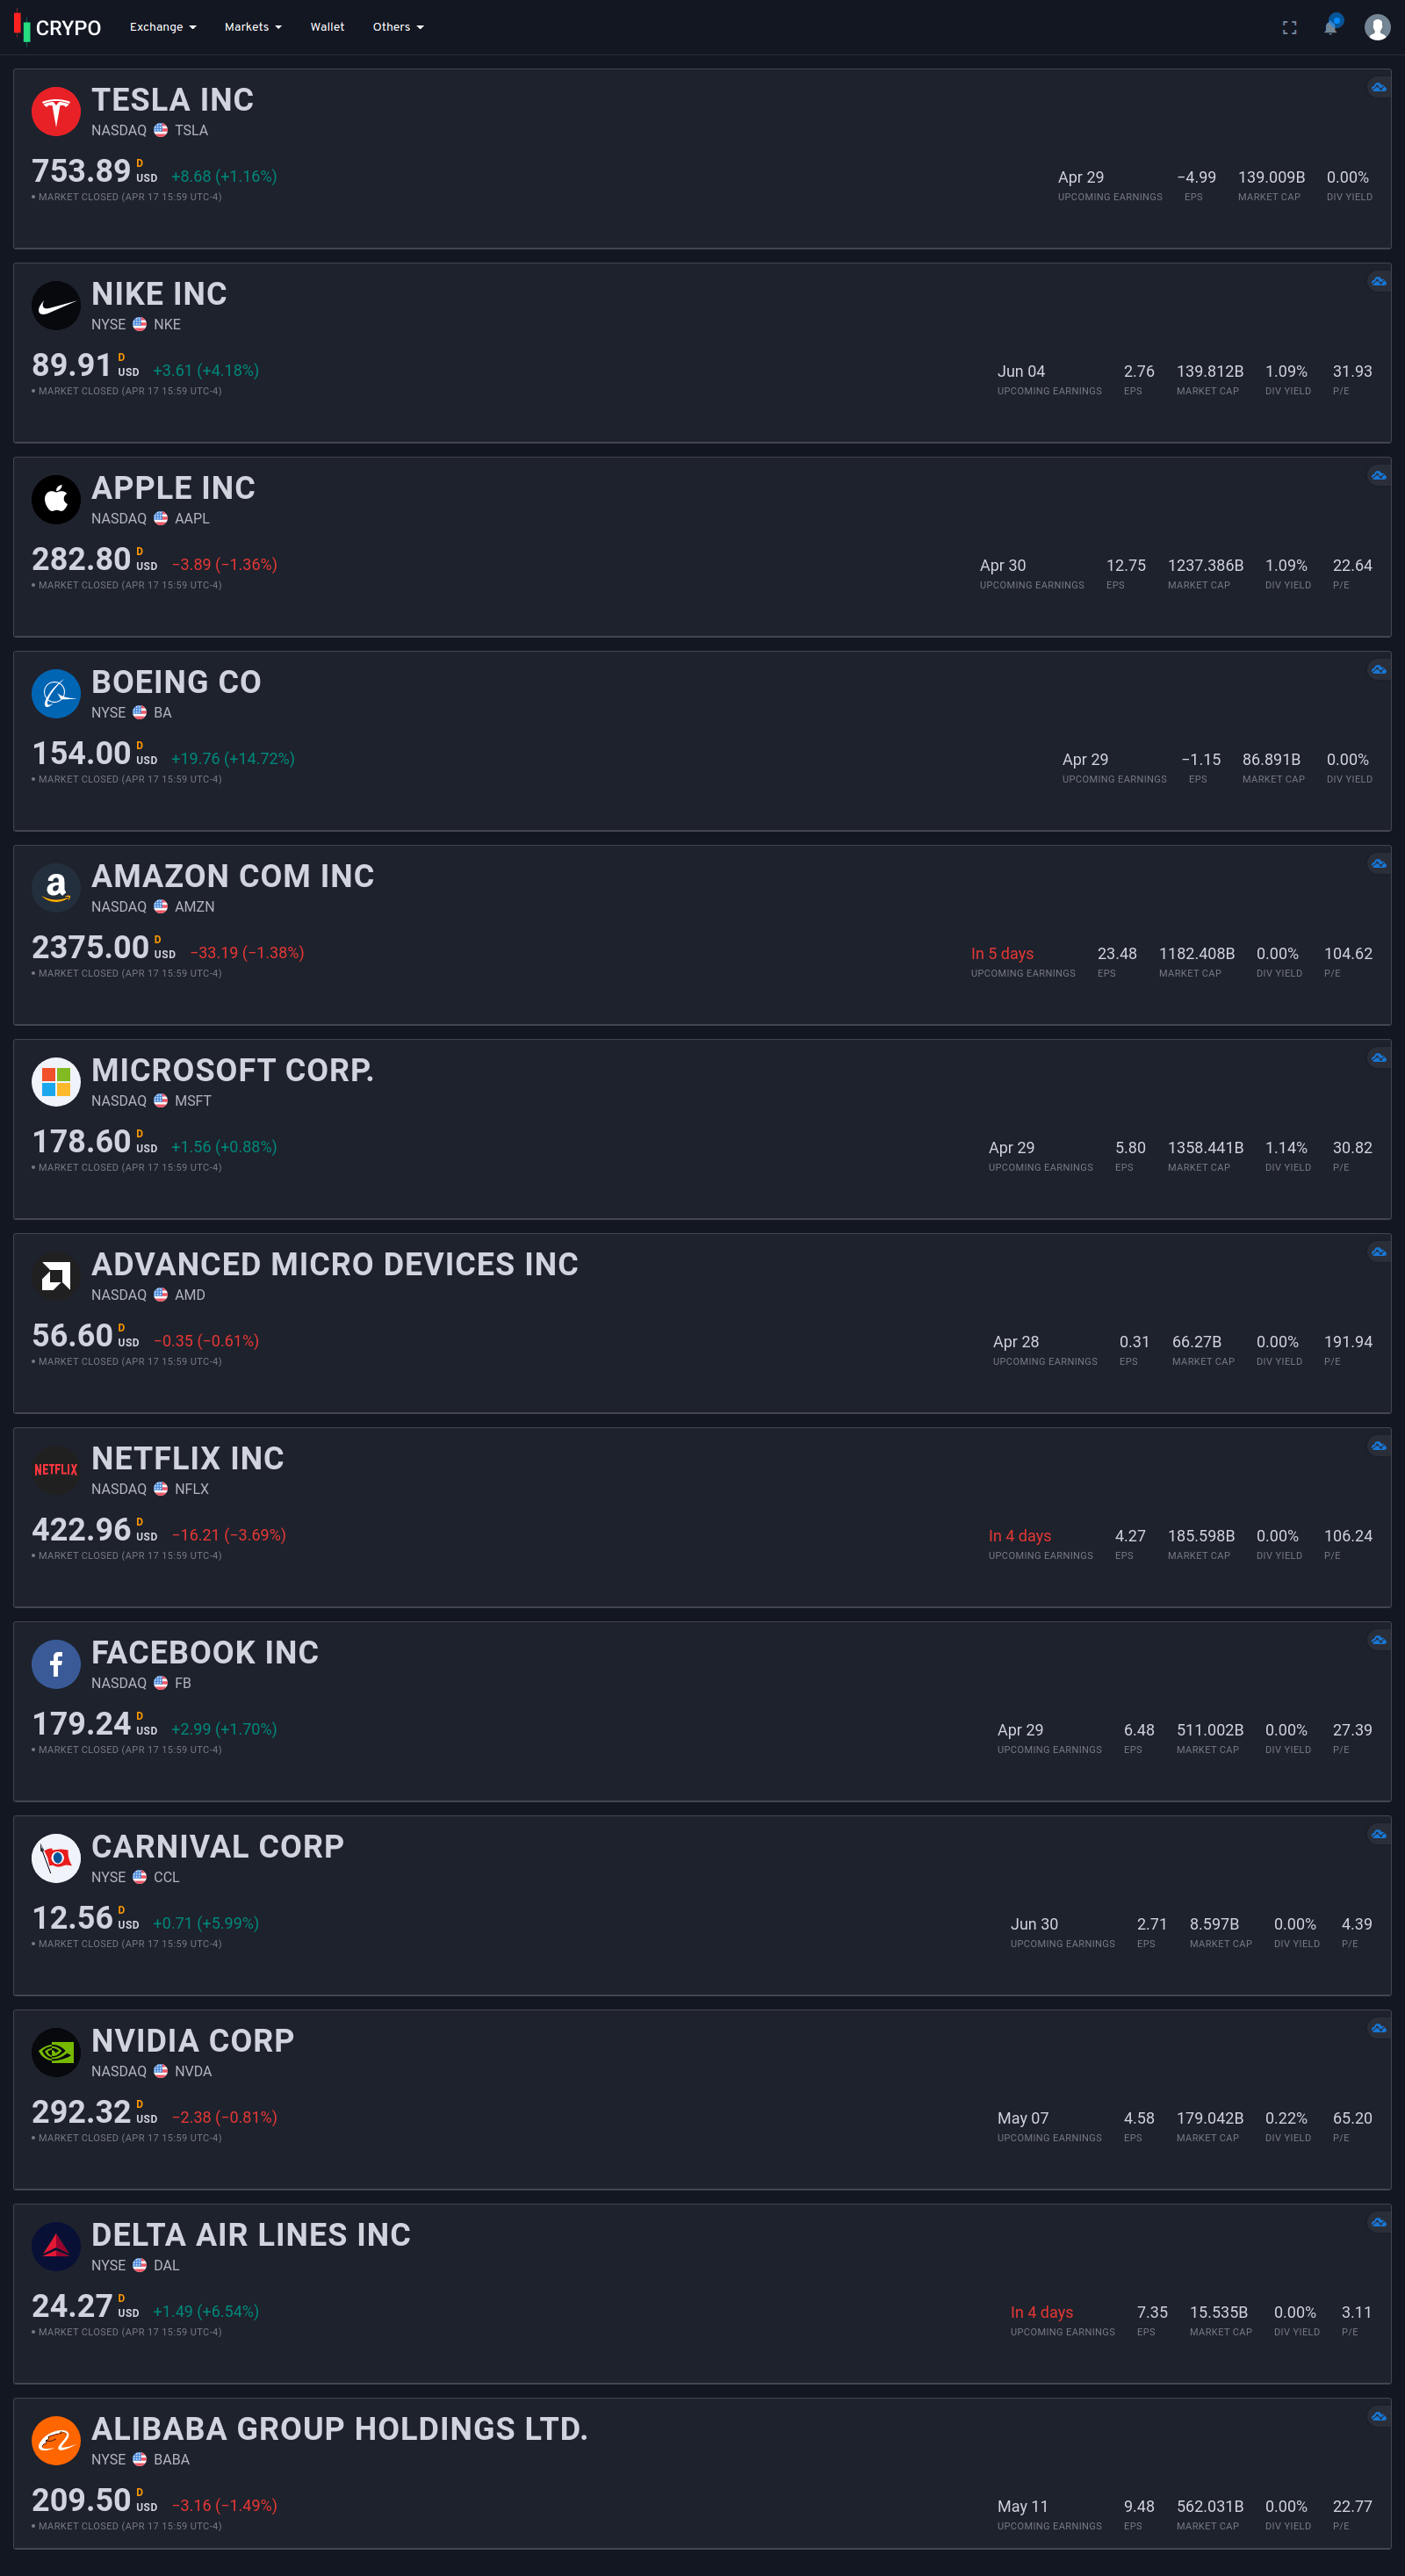 CRYPO Exchange Markets Wallet Others
TESLA INC
NASDAQ TSLA
753.89 D USD +8.68 (+1.16%)
MARKET CLOSED (APR 17 15:59 UTC-4)
Apr 29 −4.99 139.009B 0.00%
UPCOMING EARNINGS EPS MARKET CAP DIV YIELD
NIKE INC
NYSE NKE
89.91 D USD +3.61 (+4.18%)
MARKET CLOSED (APR 17 15:59 UTC-4)
Jun 04 2.76 139.812B 1.09% 31.93
UPCOMING EARNINGS EPS MARKET CAP DIV YIELD P/E
APPLE INC
NASDAQ AAPL
282.80 D USD −3.89 (−1.36%)
MARKET CLOSED (APR 17 15:59 UTC-4)
Apr 30 12.75 1237.386B 1.09% 22.64
UPCOMING EARNINGS EPS MARKET CAP DIV YIELD P/E
BOEING CO
NYSE BA
154.00 D USD +19.76 (+14.72%)
MARKET CLOSED (APR 17 15:59 UTC-4)
Apr 29 −1.15 86.891B 0.00%
UPCOMING EARNINGS EPS MARKET CAP DIV YIELD
AMAZON COM INC
NASDAQ AMZN
2375.00 D USD −33.19 (−1.38%)
MARKET CLOSED (APR 17 15:59 UTC-4)
In 5 days 23.48 1182.408B 0.00% 104.62
UPCOMING EARNINGS EPS MARKET CAP DIV YIELD P/E
MICROSOFT CORP.
NASDAQ MSFT
178.60 D USD +1.56 (+0.88%)
MARKET CLOSED (APR 17 15:59 UTC-4)
Apr 29 5.80 1358.441B 1.14% 30.82
UPCOMING EARNINGS EPS MARKET CAP DIV YIELD P/E
ADVANCED MICRO DEVICES INC
NASDAQ AMD
56.60 D USD −0.35 (−0.61%)
MARKET CLOSED (APR 17 15:59 UTC-4)
Apr 28 0.31 66.27B 0.00% 191.94
UPCOMING EARNINGS EPS MARKET CAP DIV YIELD P/E
NETFLIX NETFLIX INC
NASDAQ NFLX
422.96 D USD −16.21 (−3.69%)
MARKET CLOSED (APR 17 15:59 UTC-4)
In 4 days 4.27 185.598B 0.00% 106.24
UPCOMING EARNINGS EPS MARKET CAP DIV YIELD P/E
FACEBOOK INC
NASDAQ FB
179.24 D USD +2.99 (+1.70%)
MARKET CLOSED (APR 17 15:59 UTC-4)
Apr 29 6.48 511.002B 0.00% 27.39
UPCOMING EARNINGS EPS MARKET CAP DIV YIELD P/E
CARNIVAL CORP
NYSE CCL
12.56 D USD +0.71 (+5.99%)
MARKET CLOSED (APR 17 15:59 UTC-4)
Jun 30 2.71 8.597B 0.00% 4.39
UPCOMING EARNINGS EPS MARKET CAP DIV YIELD P/E
NVIDIA CORP
NASDAQ NVDA
292.32 D USD −2.38 (−0.81%)
MARKET CLOSED (APR 17 15:59 UTC-4)
May 07 4.58 179.042B 0.22% 65.20
UPCOMING EARNINGS EPS MARKET CAP DIV YIELD P/E
DELTA AIR LINES INC
NYSE DAL
24.27 D USD +1.49 (+6.54%)
MARKET CLOSED (APR 17 15:59 UTC-4)
In 4 days 7.35 15.535B 0.00% 3.11
UPCOMING EARNINGS EPS MARKET CAP DIV YIELD P/E
ALIBABA GROUP HOLDINGS LTD.
NYSE BABA
209.50 D USD −3.16 (−1.49%)
MARKET CLOSED (APR 17 15:59 UTC-4)
May 11 9.48 562.031B 0.00% 22.77
UPCOMING EARNINGS EPS MARKET CAP DIV YIELD P/E